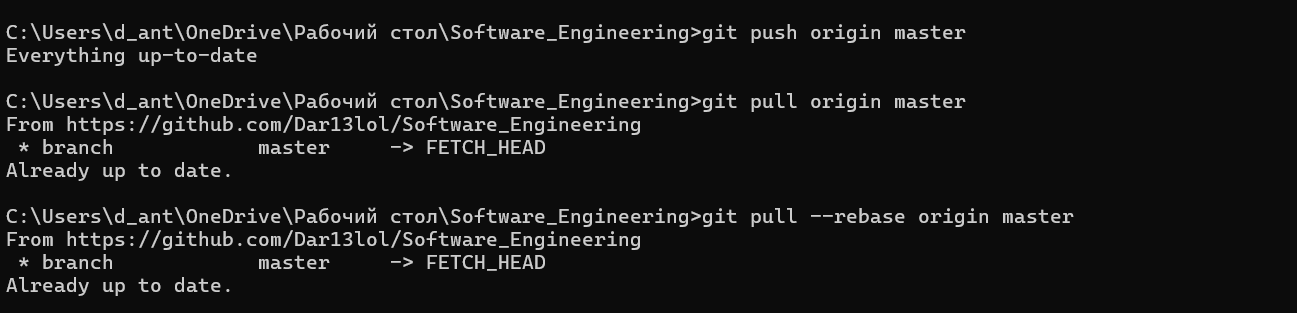 C:\Users\d_ant\OneDrive\Рабочий стол\Software_Engineering>git push origin master
Everything up-to-date
C:\Users\d_ant\OneDrive\Рабочий стол\Software_Engineering>git pull origin master
From https://github.com/Dar13lol/Software_Engineering
 * branch            master     -> FETCH_HEAD
Already up to date.
C:\Users\d_ant\OneDrive\Рабочий стол\Software_Engineering>git pull --rebase origin master
From https://github.com/Dar13lol/Software_Engineering
 * branch            master     -> FETCH_HEAD
Already up to date.